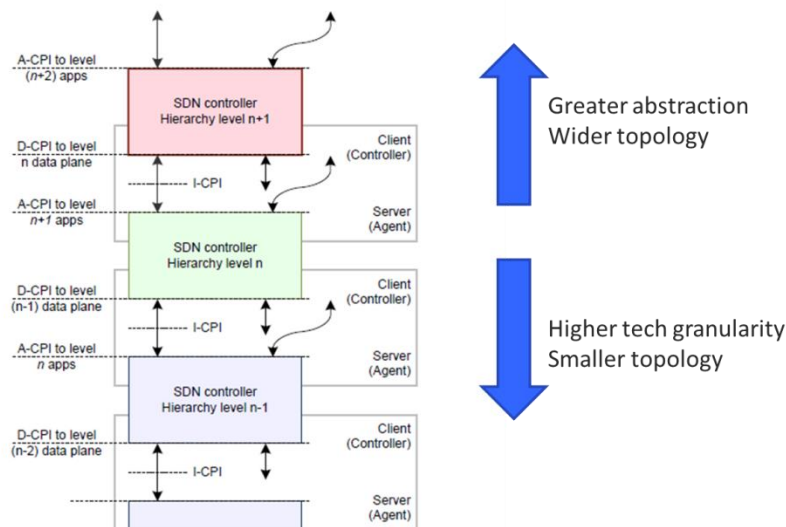 A-CPI to level
(n+2) apps
SDN controller
Hierarchy level n+1
Greater abstraction
Wider topology
D-CPI to level
n data plane
Client
(Controller)
I-CPI
A-CPI to level
n+1 apps
Server
(Agent)
SDN controller
Hierarchy level n
D-CPI to level
(n-1) data plane
Client
(Controller)
I-CPI
Higher tech granularity
Smaller topology
A-CPI to level
n apps
Server
(Agent)
SDN controller
Hierarchy level n-1
D-CPI to level
(n-2) data plane
Client
(Controller)
I-CPI
Server
(Agent)